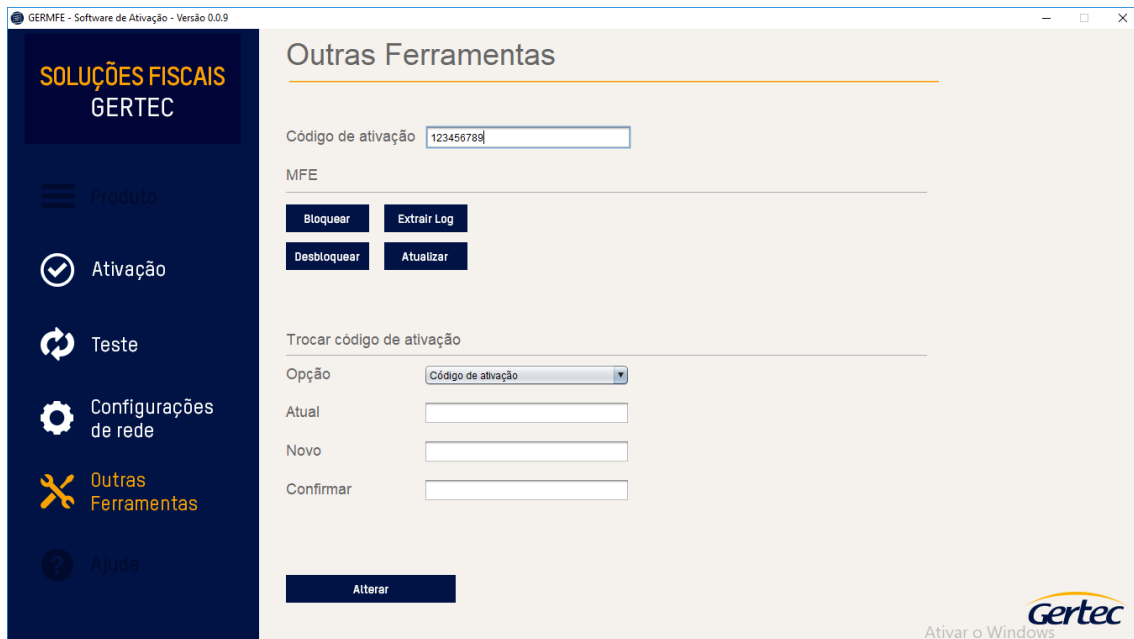 GERMFE - Software de Ativação - Versão 0.0.9
SOLUÇÕES FISCAIS
GERTEC
Produto
Ativação
Teste
Configurações
de rede
Outras
Ferramentas
Ajuda
Outras Ferramentas
Código de ativação 123456789
MFE
Bloquear Extrair Log
Desbloquear Atualizar
Trocar código de ativação
Opção Código de ativação
Atual
Novo
Confirmar
Alterar
Gertec
Ativar o Windows